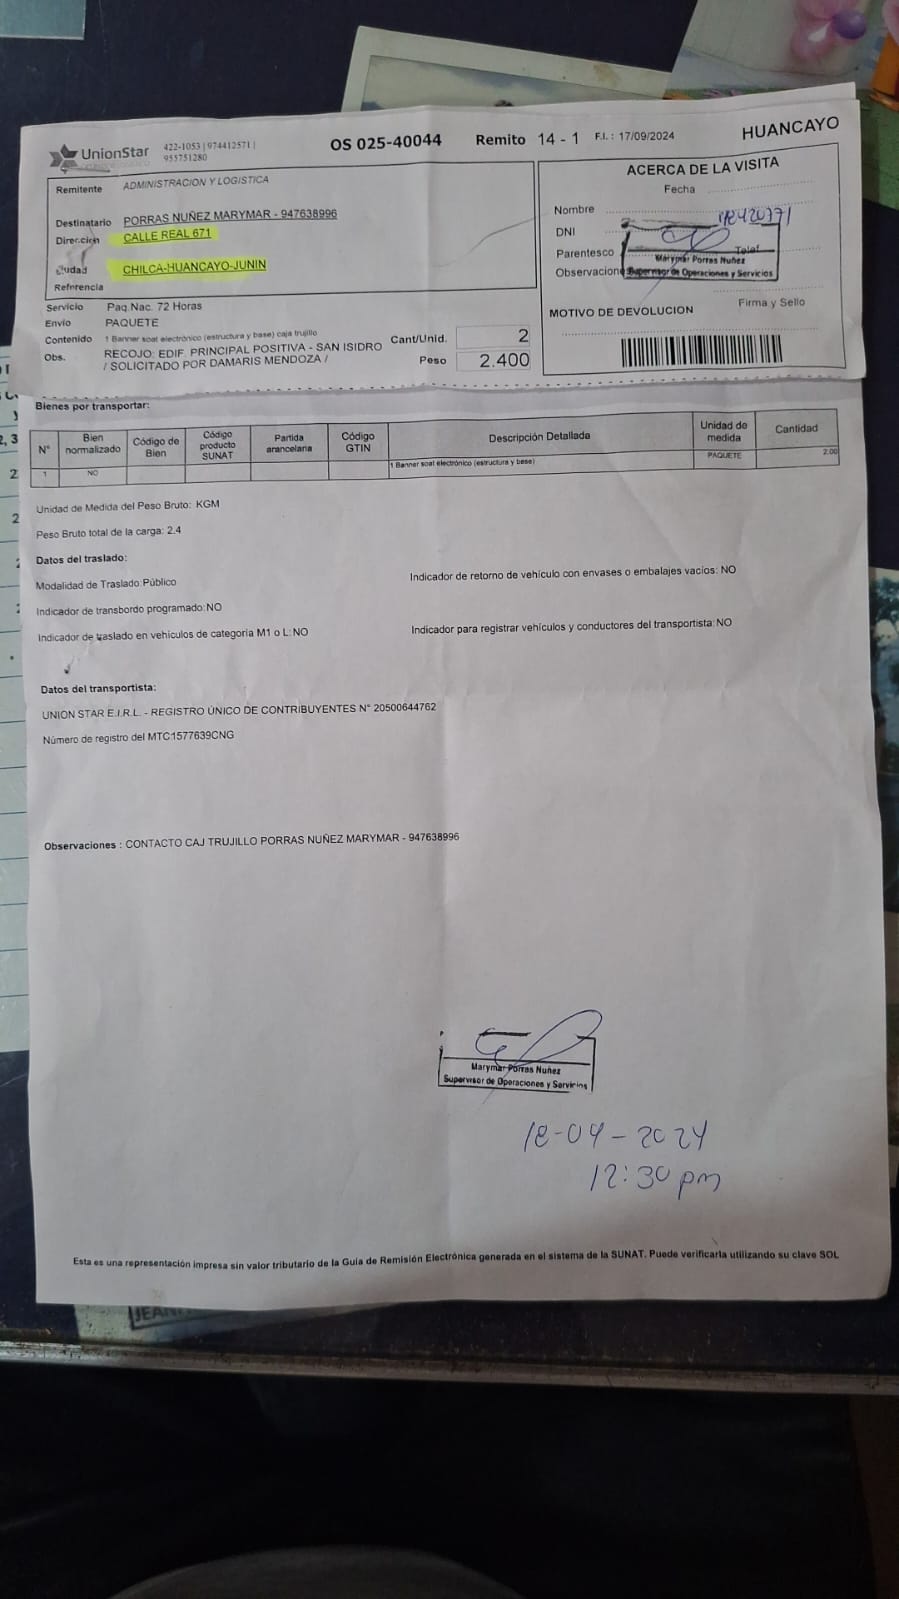 UnionStar 422-1053 | 974412571 |
955751280
OS 025-40044 Remito 14 - 1 F.I. : 17/09/2024 HUANCAYO
Remitente ADMINISTRACION Y LOGISTICA
Destinatario PORRAS NUÑEZ MARYMAR - 947638996
Dirección CALLE REAL 671
Ciudad CHILCA-HUANCAYO-JUNIN
Referencia
ACERCA DE LA VISITA
Fecha
Nombre
DNI
Parentesco Telef
Observacion
Marymar Porras Nuñez
Supervisor de Operaciones y Servicios
Servicio Paq.Nac. 72 Horas
Envío PAQUETE
Contenido 1 Banner soat electrónico (estructura y base) caja trujillo
Obs. RECOJO: EDIF. PRINCIPAL POSITIVA - SAN ISIDRO
/ SOLICITADO POR DAMARIS MENDOZA /
Cant/Unid. 2
Peso 2.400
MOTIVO DE DEVOLUCION Firma y Sello
Bienes por transportar:
N° Bien normalizado Código de Bien Código producto SUNAT Partida arancelaria Código GTIN Descripción Detallada Unidad de medida Cantidad
1 NO 1 Banner soat electrónico (estructura y base) PAQUETE 2.00
Unidad de Medida del Peso Bruto: KGM
Peso Bruto total de la carga: 2.4
Datos del traslado:
Modalidad de Traslado:Público
Indicador de retorno de vehículo con envases o embalajes vacíos: NO
Indicador de transbordo programado:NO
Indicador de traslado en vehículos de categoría M1 o L:NO
Indicador para registrar vehículos y conductores del transportista:NO
Datos del transportista:
UNION STAR E.I.R.L. - REGISTRO ÚNICO DE CONTRIBUYENTES N° 20500644762
Número de registro del MTC:1577639CNG
Observaciones : CONTACTO CAJ TRUJILLO PORRAS NUÑEZ MARYMAR - 947638996
Marymar Porras Nuñez
Supervisor de Operaciones y Servicios
18-09-2024
12:30 pm
Esta es una representación impresa sin valor tributario de la Guía de Remisión Electrónica generada en el sistema de la SUNAT. Puede verificarla utilizando su clave SOL